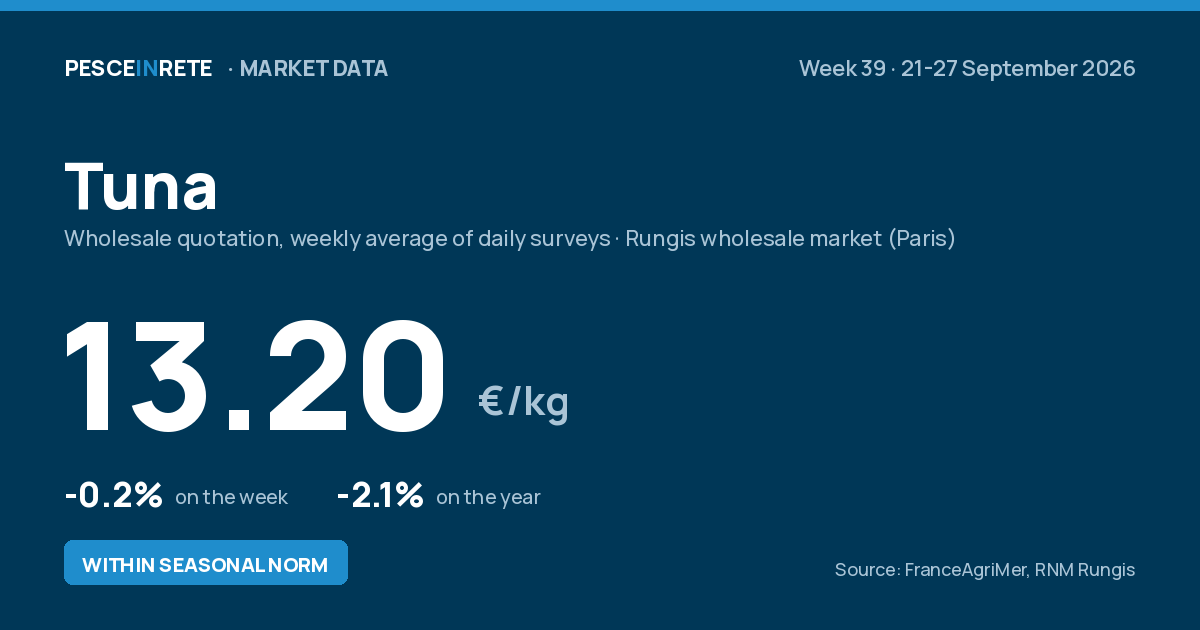 PESCEINRETE · MARKET DATA
Week 39 · 21-27 September 2026
Tuna
Wholesale quotation, weekly average of daily surveys · Rungis wholesale market (Paris)
13.20 €/kg
-0.2% on the week -2.1% on the year
WITHIN SEASONAL NORM
Source: FranceAgriMer, RNM Rungis